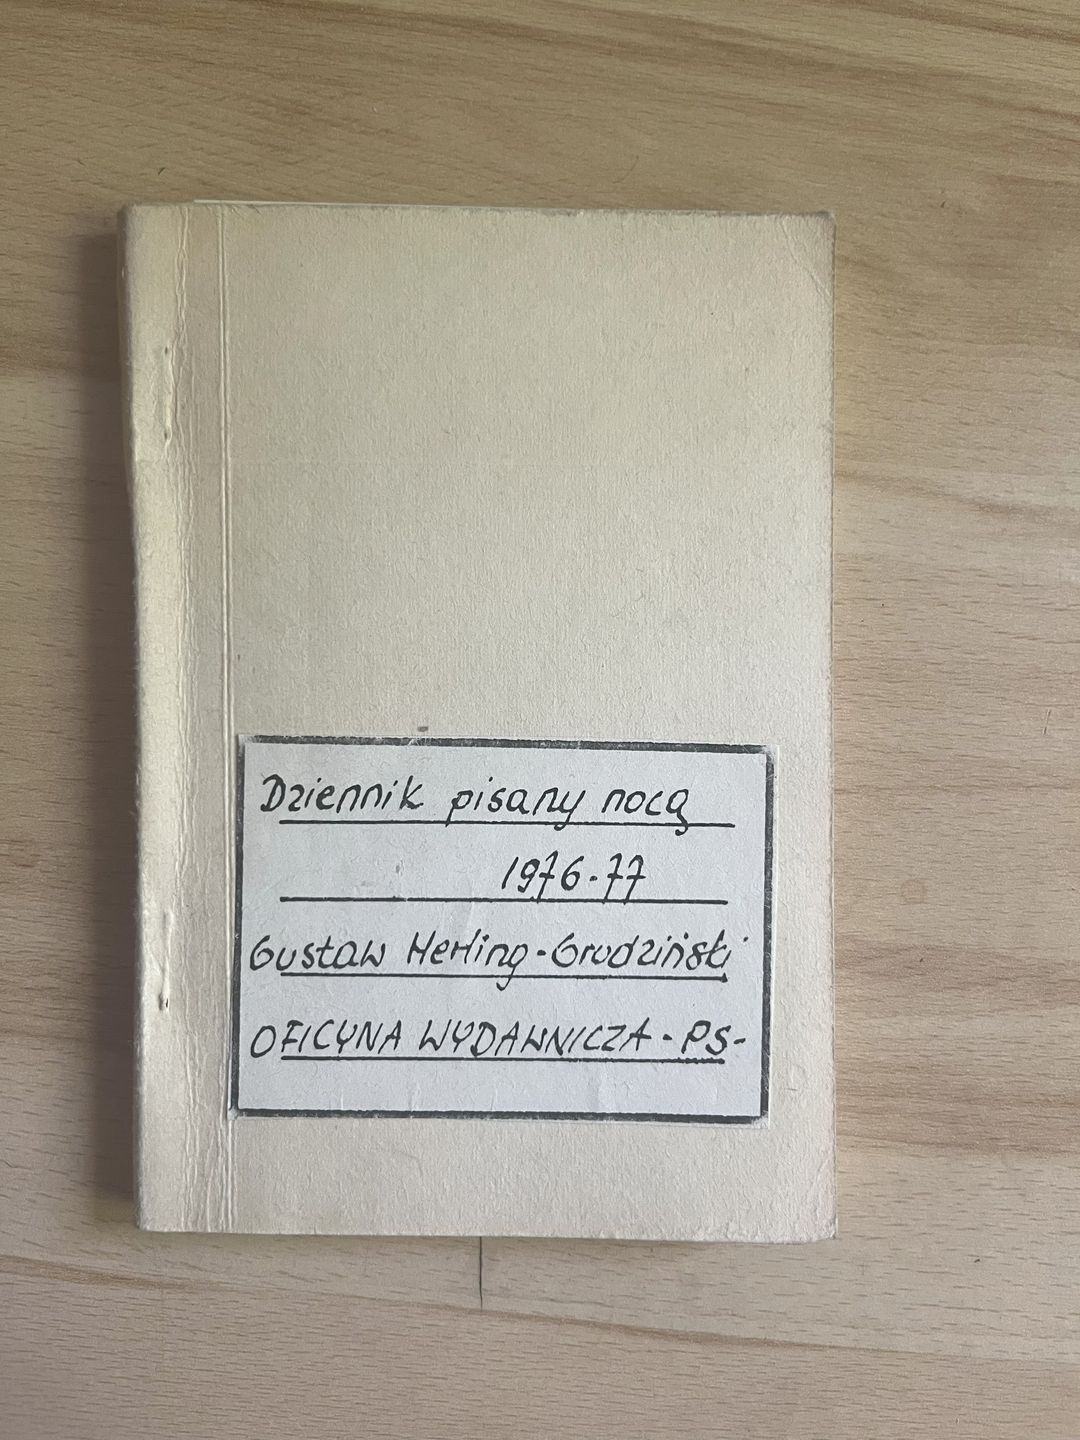 Dziennik pisany nocą
1976-77
Gustaw Herling-Grudziński
OFICYNA WYDAWNICZA - PS-